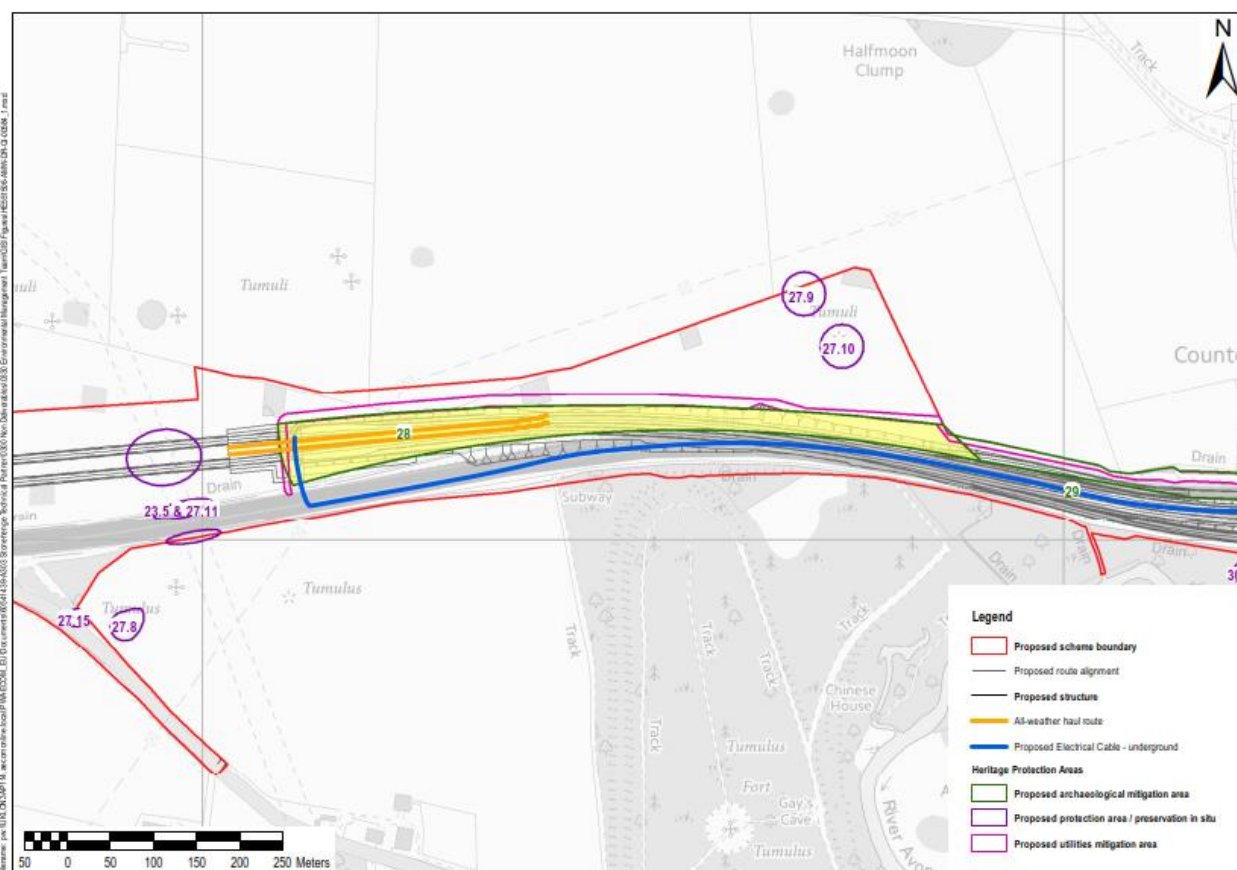 N
Halfmoon
Clump
Track
Tumuli
Tumuli
27.9
Tumuli
27.10
28
Drain
23.5 & 27.11
Subway
Drain
29
Drain
Drain
Drain
Drain
Tumulus
Tumulus
27.15
27.8
Track
Track
Track
Tracks
Track
Chinese
House
Tumulus
Fort
Gay's
Cave
Tumulus
River Avon
50 0 50 100 150 200 250 Meters
Legend
Proposed scheme boundary
Proposed route alignment
Proposed structure
All-weather haul route
Proposed Electrical Cable - underground
Heritage Protection Areas
Proposed archaeological mitigation area
Proposed protection area / preservation in situ
Proposed utilities mitigation area